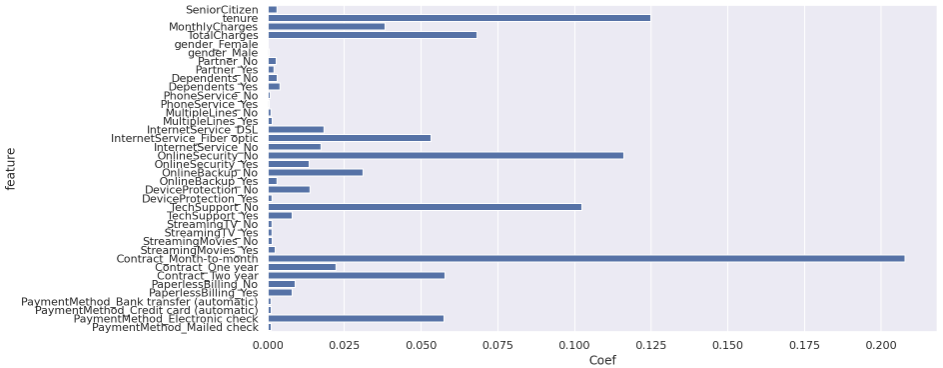 SeniorCitizen
tenure
MonthlyCharges
TotalCharges
gender_Female
gender_Male
Partner_No
Partner_Yes
Dependents_No
Dependents_Yes
PhoneService_No
PhoneService_Yes
MultipleLines_No
MultipleLines_Yes
InternetService_DSL
InternetService_Fiber optic
InternetService_No
OnlineSecurity_No
OnlineSecurity_Yes
OnlineBackup_No
OnlineBackup_Yes
DeviceProtection_No
DeviceProtection_Yes
TechSupport_No
TechSupport_Yes
StreamingTV_No
StreamingTV_Yes
StreamingMovies_No
StreamingMovies_Yes
Contract_Month-to-month
Contract_One year
Contract_Two year
PaperlessBilling_No
PaperlessBilling_Yes
PaymentMethod_Bank transfer (automatic)
PaymentMethod_Credit card (automatic)
PaymentMethod_Electronic check
PaymentMethod_Mailed check
feature
0.000 0.025 0.050 0.075 0.100 0.125 0.150 0.175 0.200
Coef